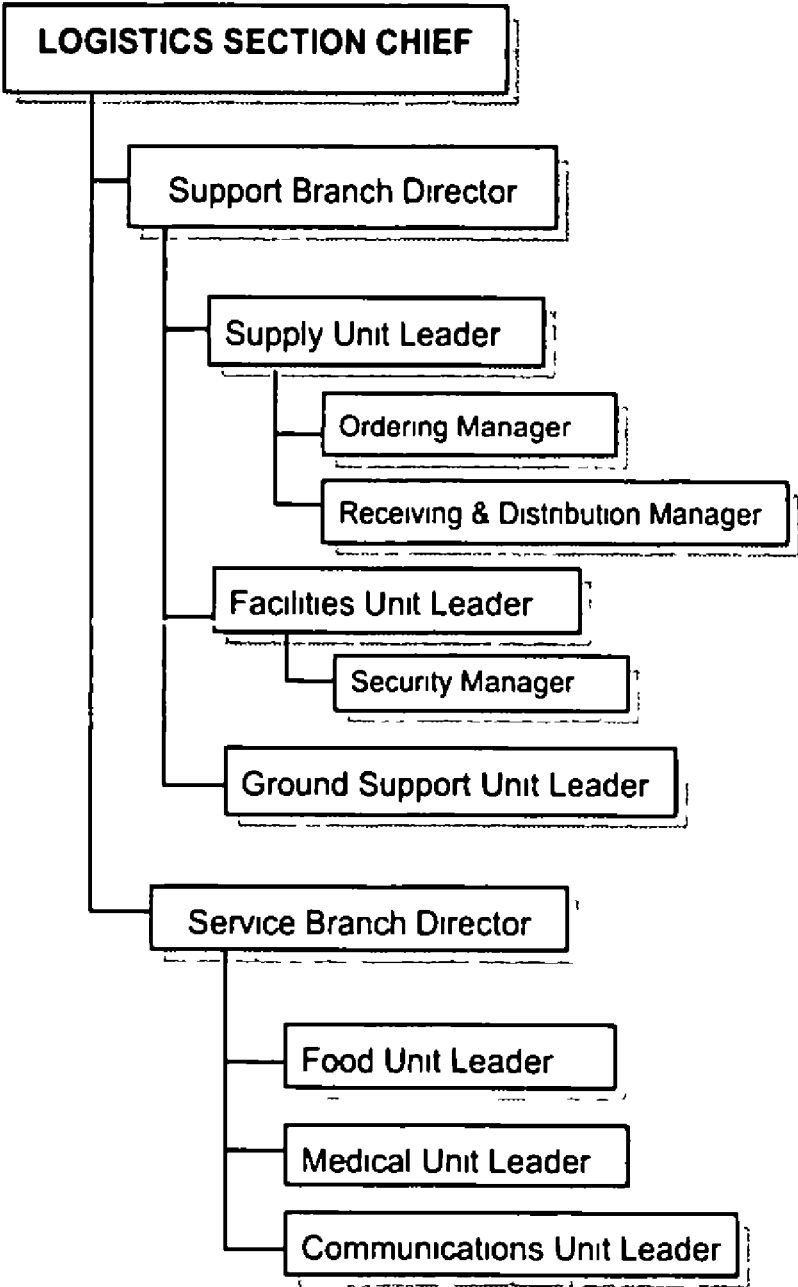 LOGISTICS SECTION CHIEF
Support Branch Director
Supply Unit Leader
Ordering Manager
Receiving & Distribution Manager
Facilities Unit Leader
Security Manager
Ground Support Unit Leader
Service Branch Director
Food Unit Leader
Medical Unit Leader
Communications Unit Leader